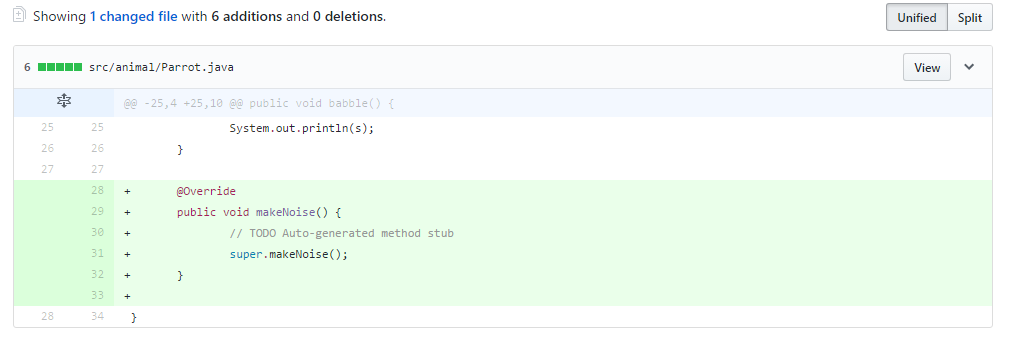 Showing 1 changed file with 6 additions and 0 deletions.
Unified Split
6 src/animal/Parrot.java View
@@ -25,4 +25,10 @@ public void babble() {
25 25 System.out.println(s);
26 26 }
27 27
28 + @Override
29 + public void makeNoise() {
30 + // TODO Auto-generated method stub
31 + super.makeNoise();
32 + }
33 +
28 34 }